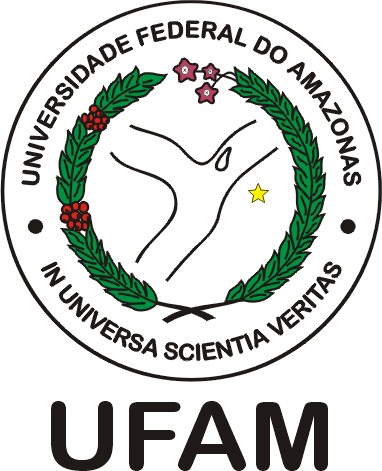 UNIVERSIDADE FEDERAL DO AMAZONAS
IN UNIVERSA SCIENTIA VERITAS
UFAM